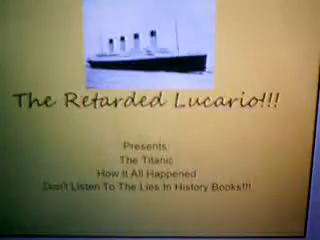 The Retarded Lucario!!!
Presents:
The Titanic
How It All Happened
Don't Listen To The Lies In History Books!!!